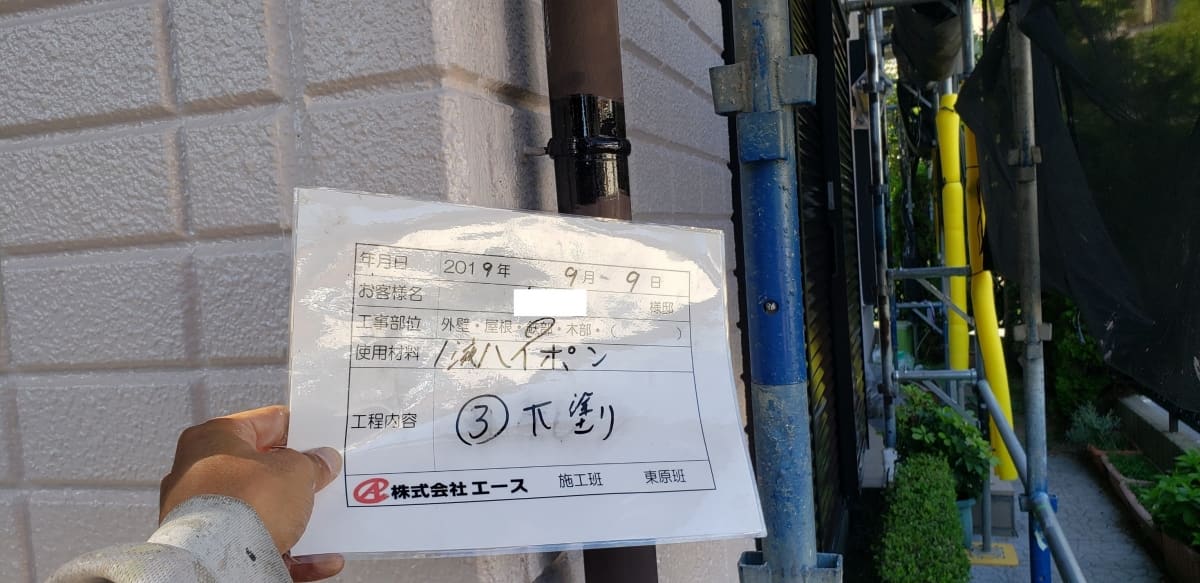 年月日 2019年 9月 9日
お客様名 様邸
工事部位 外壁・屋根・鉄部・木部・( )
使用材料 1液ハイポン
工程内容 ③下塗り
株式会社エース 施工班 東原班